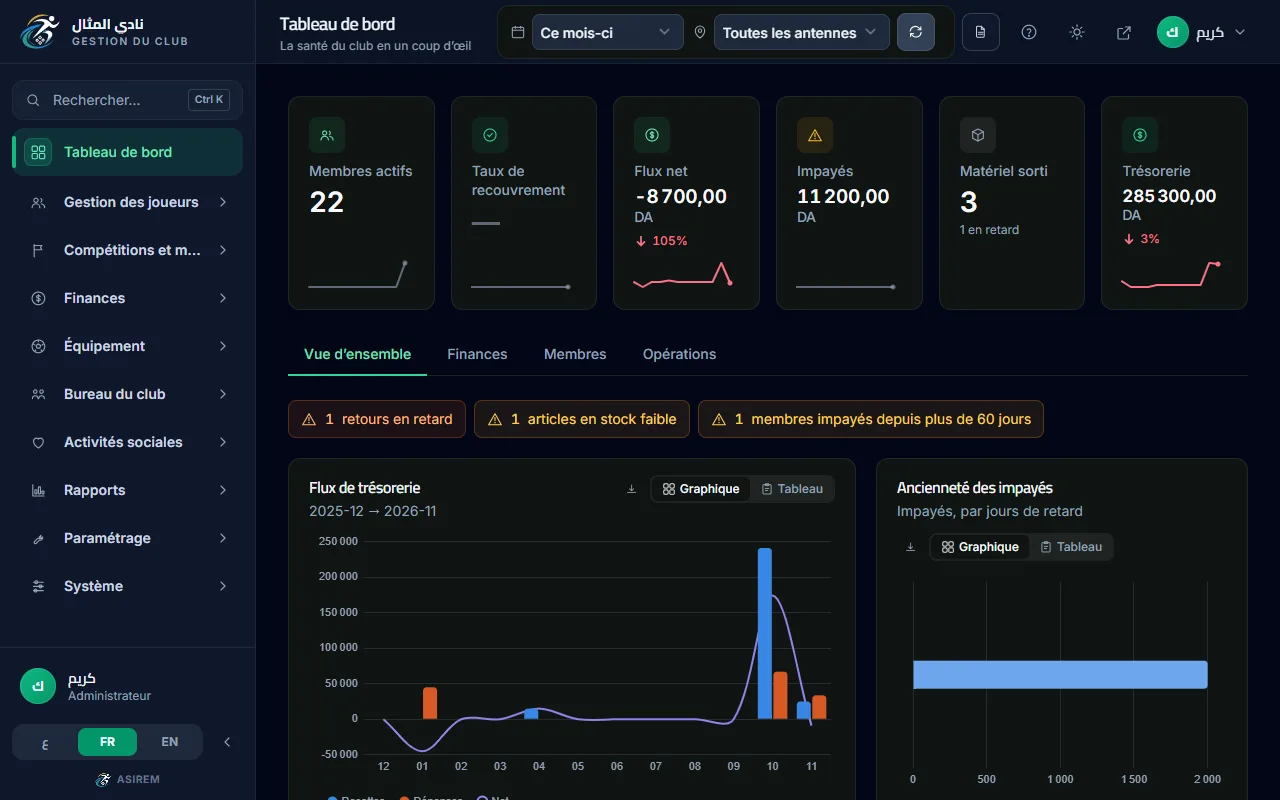 نادي المثال
GESTION DU CLUB
Rechercher...
Ctrl K
Tableau de bord
Gestion des joueurs
Compétitions et m...
Finances
Équipement
Bureau du club
Activités sociales
Rapports
Paramétrage
Système
كريم
Administrateur
ع
FR
EN
ASIREM
Tableau de bord
La santé du club en un coup d’œil
Ce mois-ci
Toutes les antennes
كريم
Membres actifs
22
Taux de
recouvrement
Flux net
-8 700,00
DA
105%
Impayés
11 200,00
DA
Matériel sorti
3
1 en retard
Trésorerie
285 300,00
DA
3%
Vue d’ensemble
Finances
Membres
Opérations
1 retours en retard
1 articles en stock faible
1 membres impayés depuis plus de 60 jours
Flux de trésorerie
2025-12 → 2026-11
Graphique
Tableau
250 000
200 000
150 000
100 000
50 000
0
-50 000
12 01 02 03 04 05 06 07 08 09 10 11
Ancienneté des impayés
Impayés, par jours de retard
Graphique
Tableau
0 500 1 000 1 500 2 000